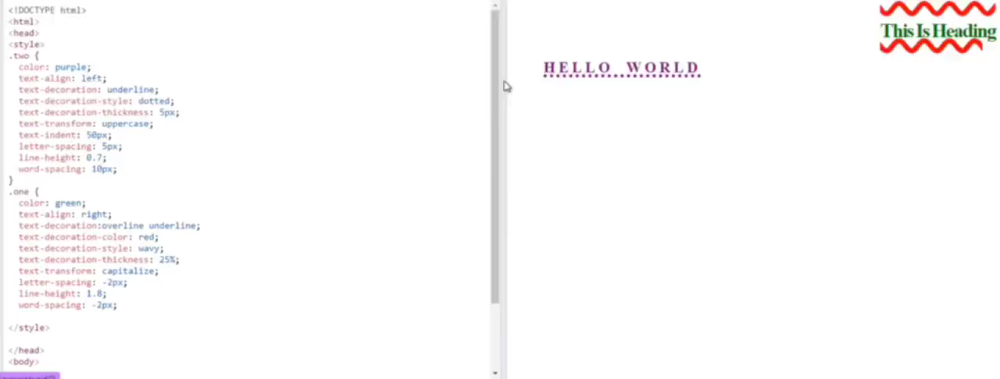 <!DOCTYPE html>
<html>
<head>
<style>
.two {
color: purple;
text-align: left;
text-decoration: underline;
text-decoration-style: dotted;
text-decoration-thickness: 5px;
text-transform: uppercase;
text-indent: 50px;
letter-spacing: 5px;
line-height: 0.7;
word-spacing: 10px;
}
.one {
color: green;
text-align: right;
text-decoration:overline underline;
text-decoration-color: red;
text-decoration-style: wavy;
text-decoration-thickness: 25%;
text-transform: capitalize;
letter-spacing: -2px;
line-height: 1.8;
word-spacing: -2px;
</style>
</head>
<body>
This Is Heading
HELLO WORLD